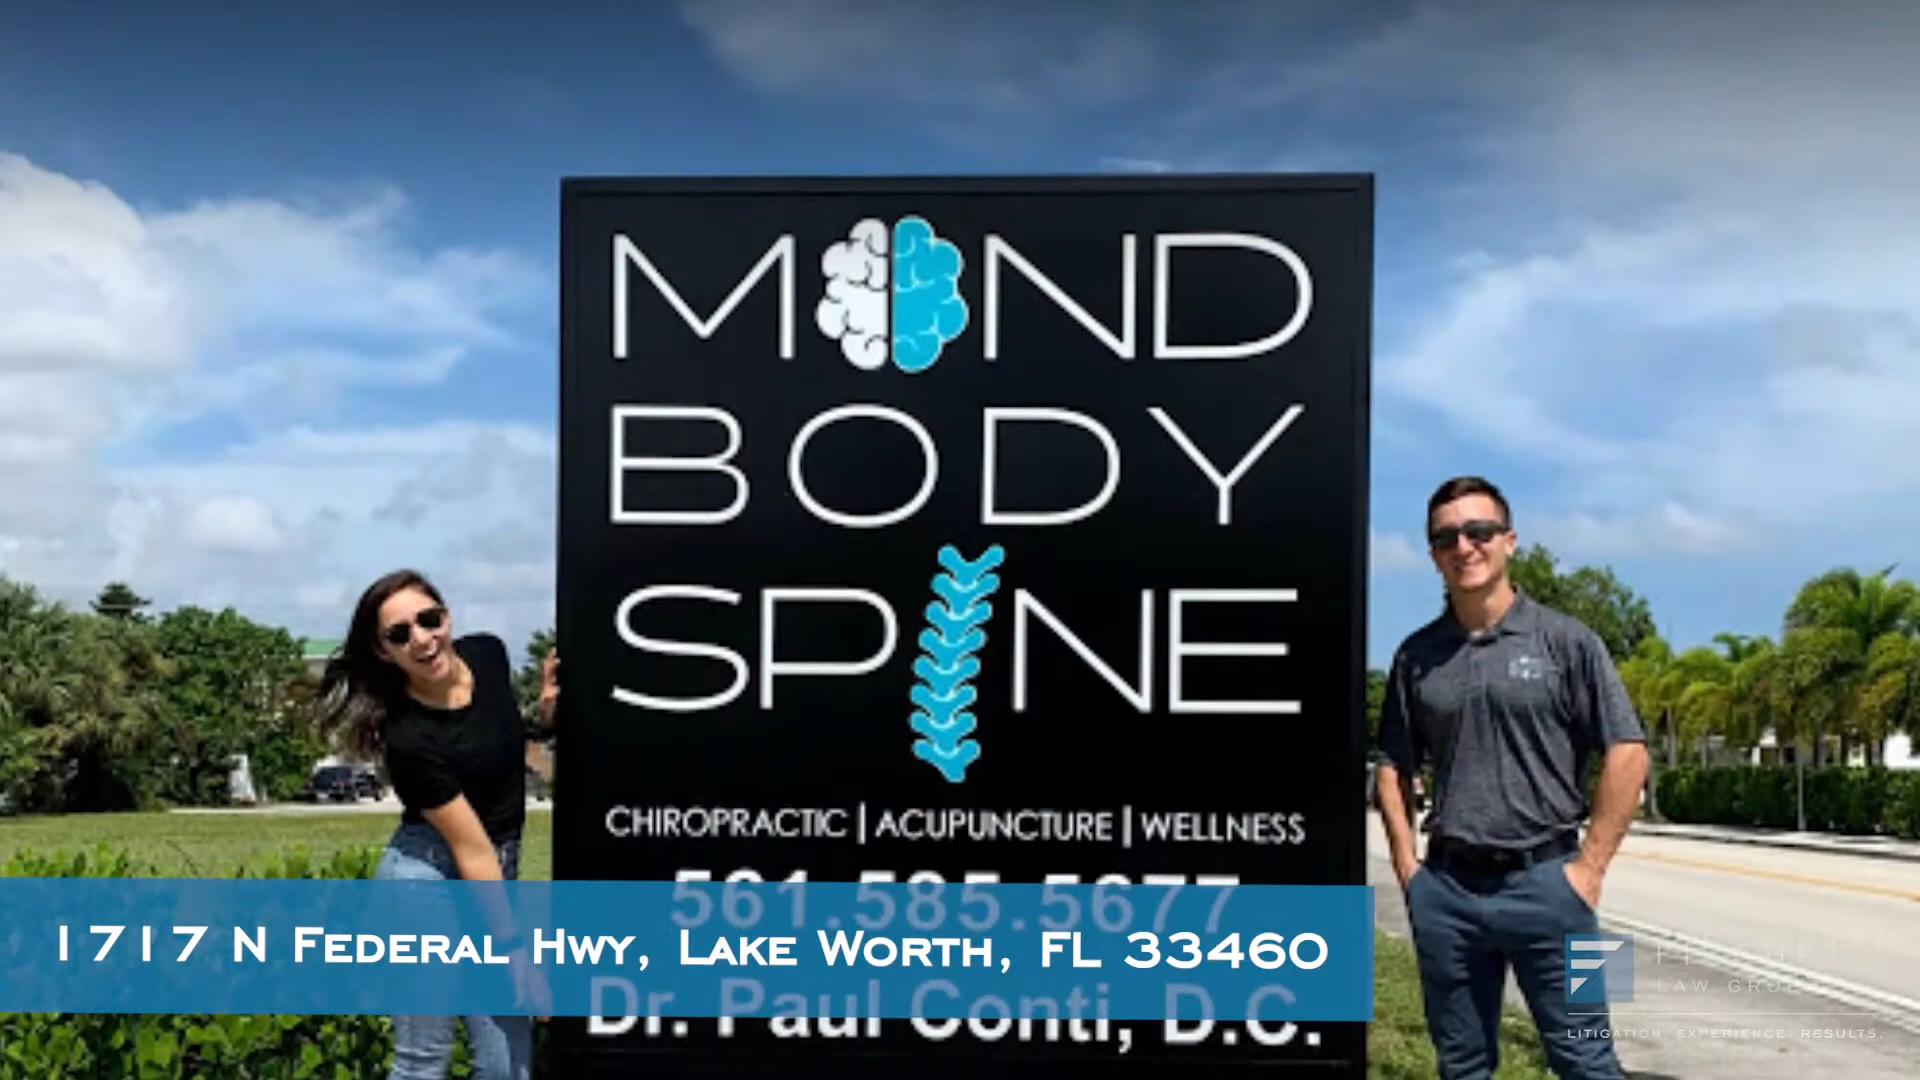 MIND
BODY
SPINE
CHIROPRACTIC | ACUPUNCTURE | WELLNESS
561.585.5677
1717 N Federal Hwy, Lake Worth, FL 33460
Dr. Paul Conti, D.C.
LAW GROUP
LITIGATION. EXPERIENCE. RESULTS.